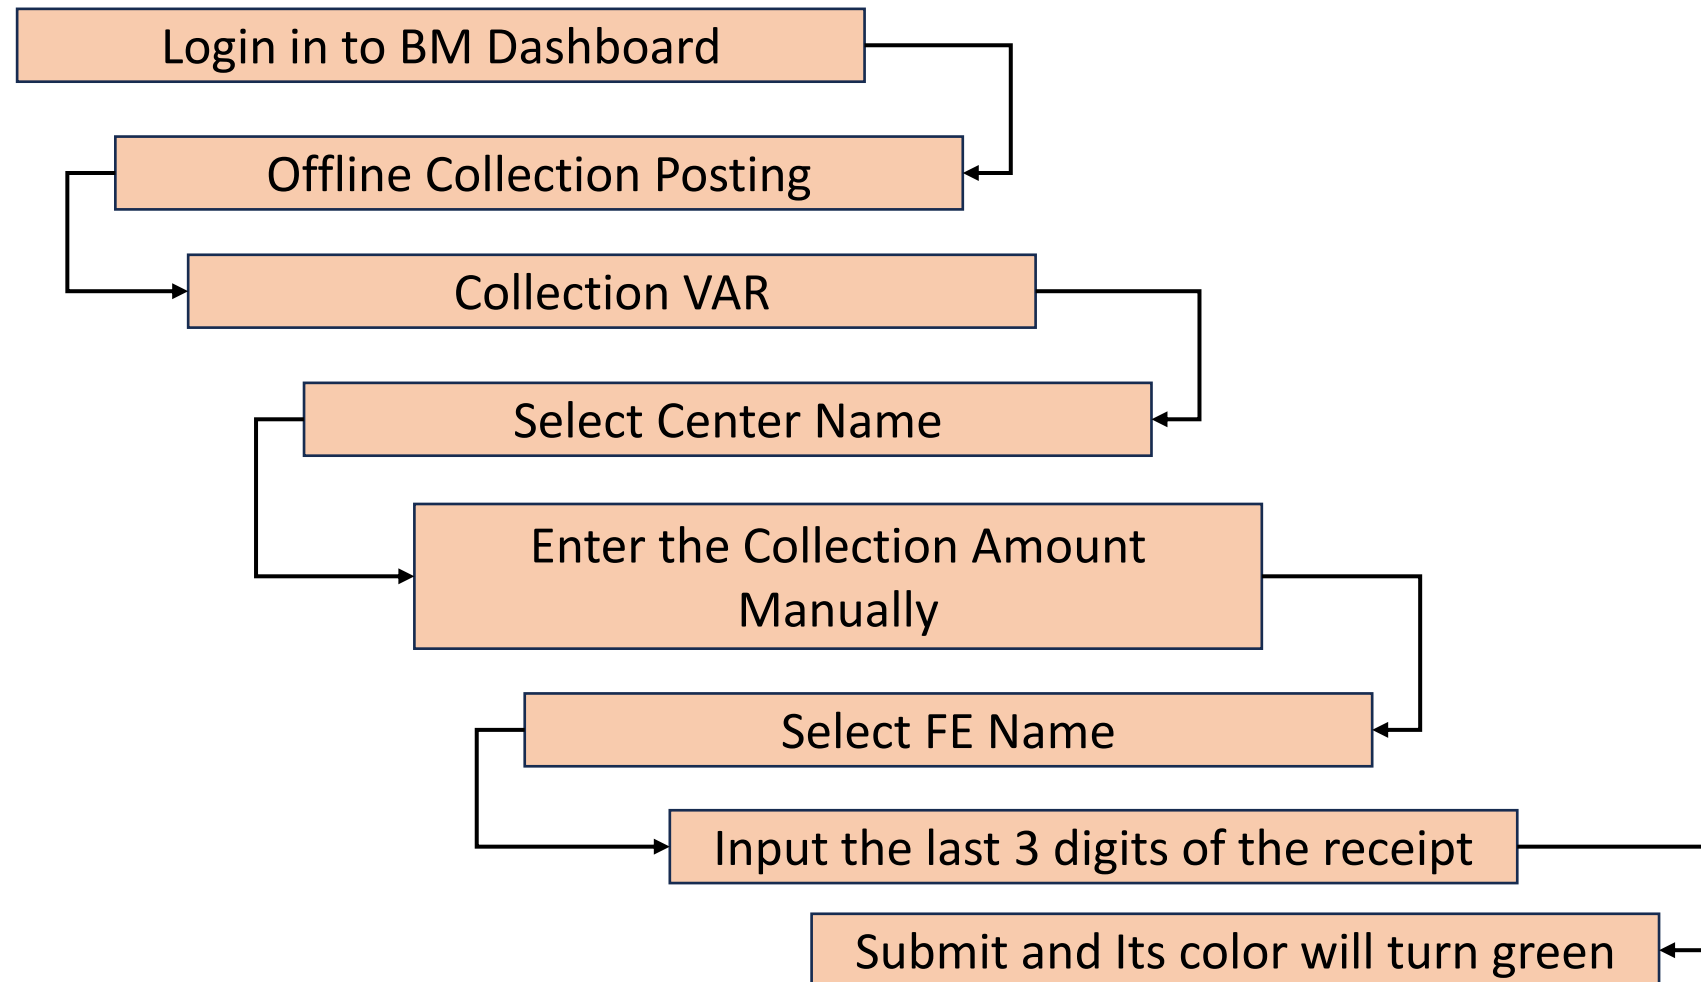 Login in to BM Dashboard
Offline Collection Posting
Collection VAR
Select Center Name
Enter the Collection Amount
Manually
Select FE Name
Input the last 3 digits of the receipt
Submit and Its color will turn green